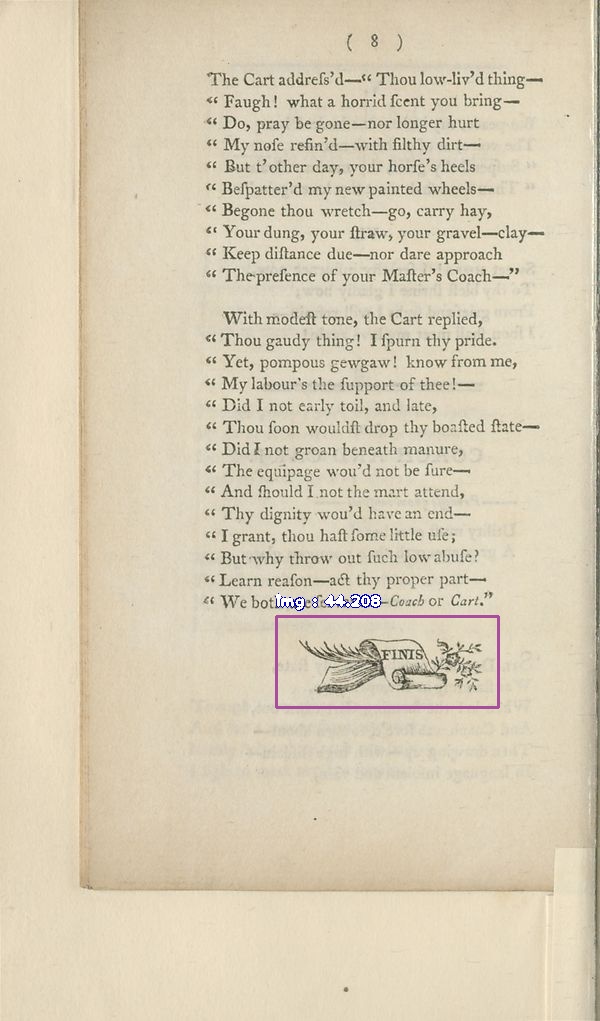 ( 8 )
The Cart addreſs'd—“ Thou low-liv'd thing—
“ Faugh! what a horrid ſcent you bring—
“ Do, pray be gone—nor longer hurt
“ My noſe refin'd—with filthy dirt—
“ But t'other day, your horſe's heels
“ Beſpatter'd my new painted wheels—
“ Begone thou wretch—go, carry hay,
“ Your dung, your ſtraw, your gravel—clay—
“ Keep diſtance due—nor dare approach
“ The preſence of your Maſter's Coach—”
With modeſt tone, the Cart replied,
“ Thou gaudy thing! I ſpurn thy pride.
“ Yet, pompous gewgaw! know from me,
“ My labour's the ſupport of thee!—
“ Did I not early toil, and late,
“ Thou ſoon wouldſt drop thy boaſted ſtate—
“ Did I not groan beneath manure,
“ The equipage wou'd not be ſure—
“ And ſhould I not the mart attend,
“ Thy dignity wou'd have an end—
“ I grant, thou haſt ſome little uſe;
“ But why throw out ſuch low abuſe?
“ Learn reaſon—act thy proper part—
“ We both —Coach or Cart.”
Img : 44.208
FINIS